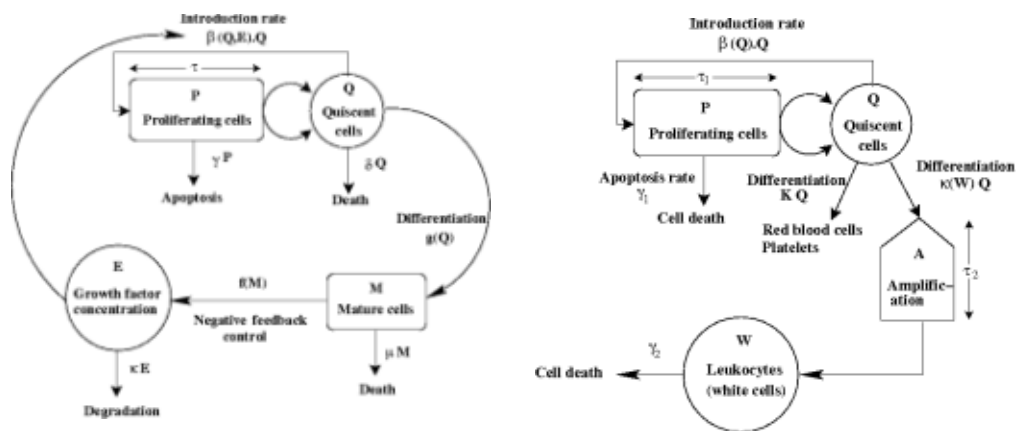 Introduction rate
β (Q,E).Q
τ
P
Proliferating cells
Q
Quiscent
cells
γ P
Apoptosis
δ Q
Death
Differentiation
g(Q)
E
Growth factor
concentration
f(M)
Negative feedback
control
M
Mature cells
κ E
Degradation
μ M
Death
Introduction rate
β (Q).Q
τ1
P
Proliferating cells
Q
Quiescent
cells
Apoptosis rate
γ1
Cell death
Differentiation
K Q
Differentiation
κ(W) Q
Red blood cells
Platelets
A
Amplific-
ation
τ2
W
Leukocytes
(white cells)
γ2
Cell death